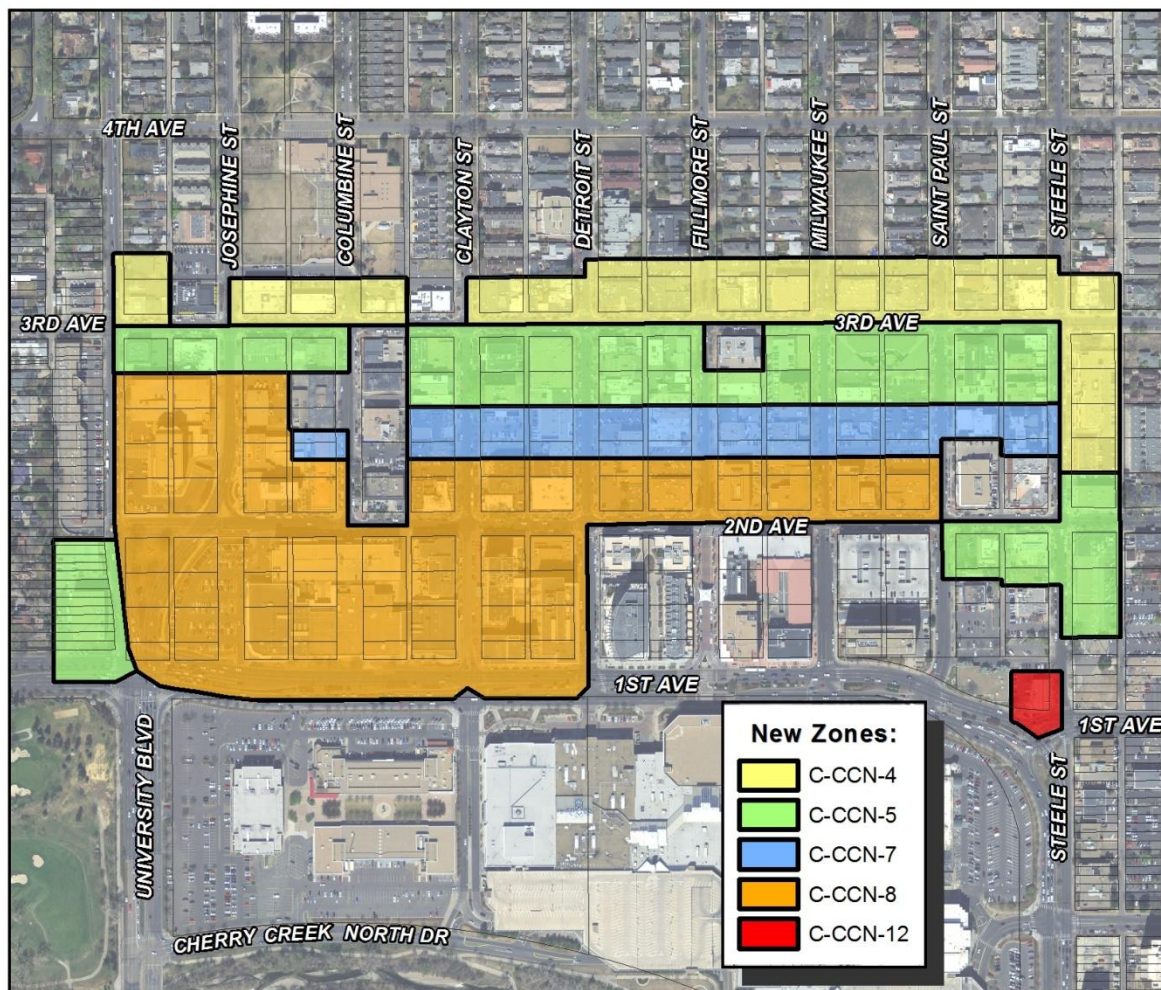 4TH AVE
JOSEPHINE ST
COLUMBINE ST
CLAYTON ST
DETROIT ST
FILLMORE ST
MILWAUKEE ST
SAINT PAUL ST
STEELE ST
3RD AVE
3RD AVE
2ND AVE
1ST AVE
1ST AVE
UNIVERSITY BLVD
STEELE ST
CHERRY CREEK NORTH DR
New Zones:
C-CCN-4
C-CCN-5
C-CCN-7
C-CCN-8
C-CCN-12